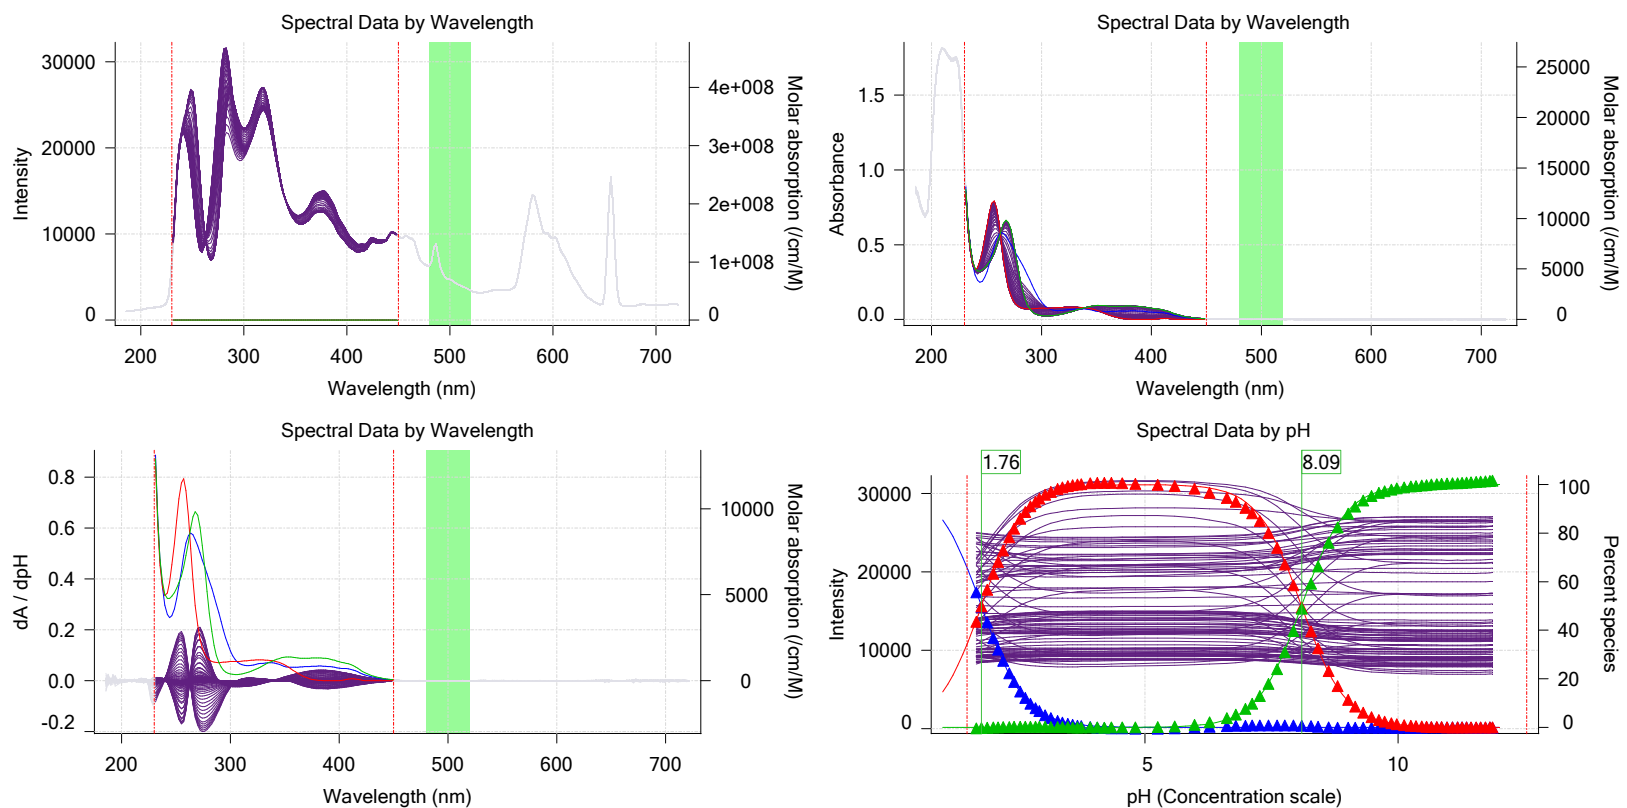 Spectral Data by Wavelength
30000
20000
10000
0
Intensity
4e+008
3e+008
2e+008
1e+008
0
Molar absorption (/cm/M)
200 300 400 500 600 700
Wavelength (nm)
Spectral Data by Wavelength
1.5
1.0
0.5
0.0
Absorbance
25000
20000
15000
10000
5000
0
Molar absorption (/cm/M)
200 300 400 500 600 700
Wavelength (nm)
Spectral Data by Wavelength
0.8
0.6
0.4
0.2
0.0
-0.2
dA / dpH
10000
5000
0
Molar absorption (/cm/M)
200 300 400 500 600 700
Wavelength (nm)
Spectral Data by pH
1.76 8.09
30000
20000
10000
0
Intensity
100
80
60
40
20
0
Percent species
5 10
pH (Concentration scale)